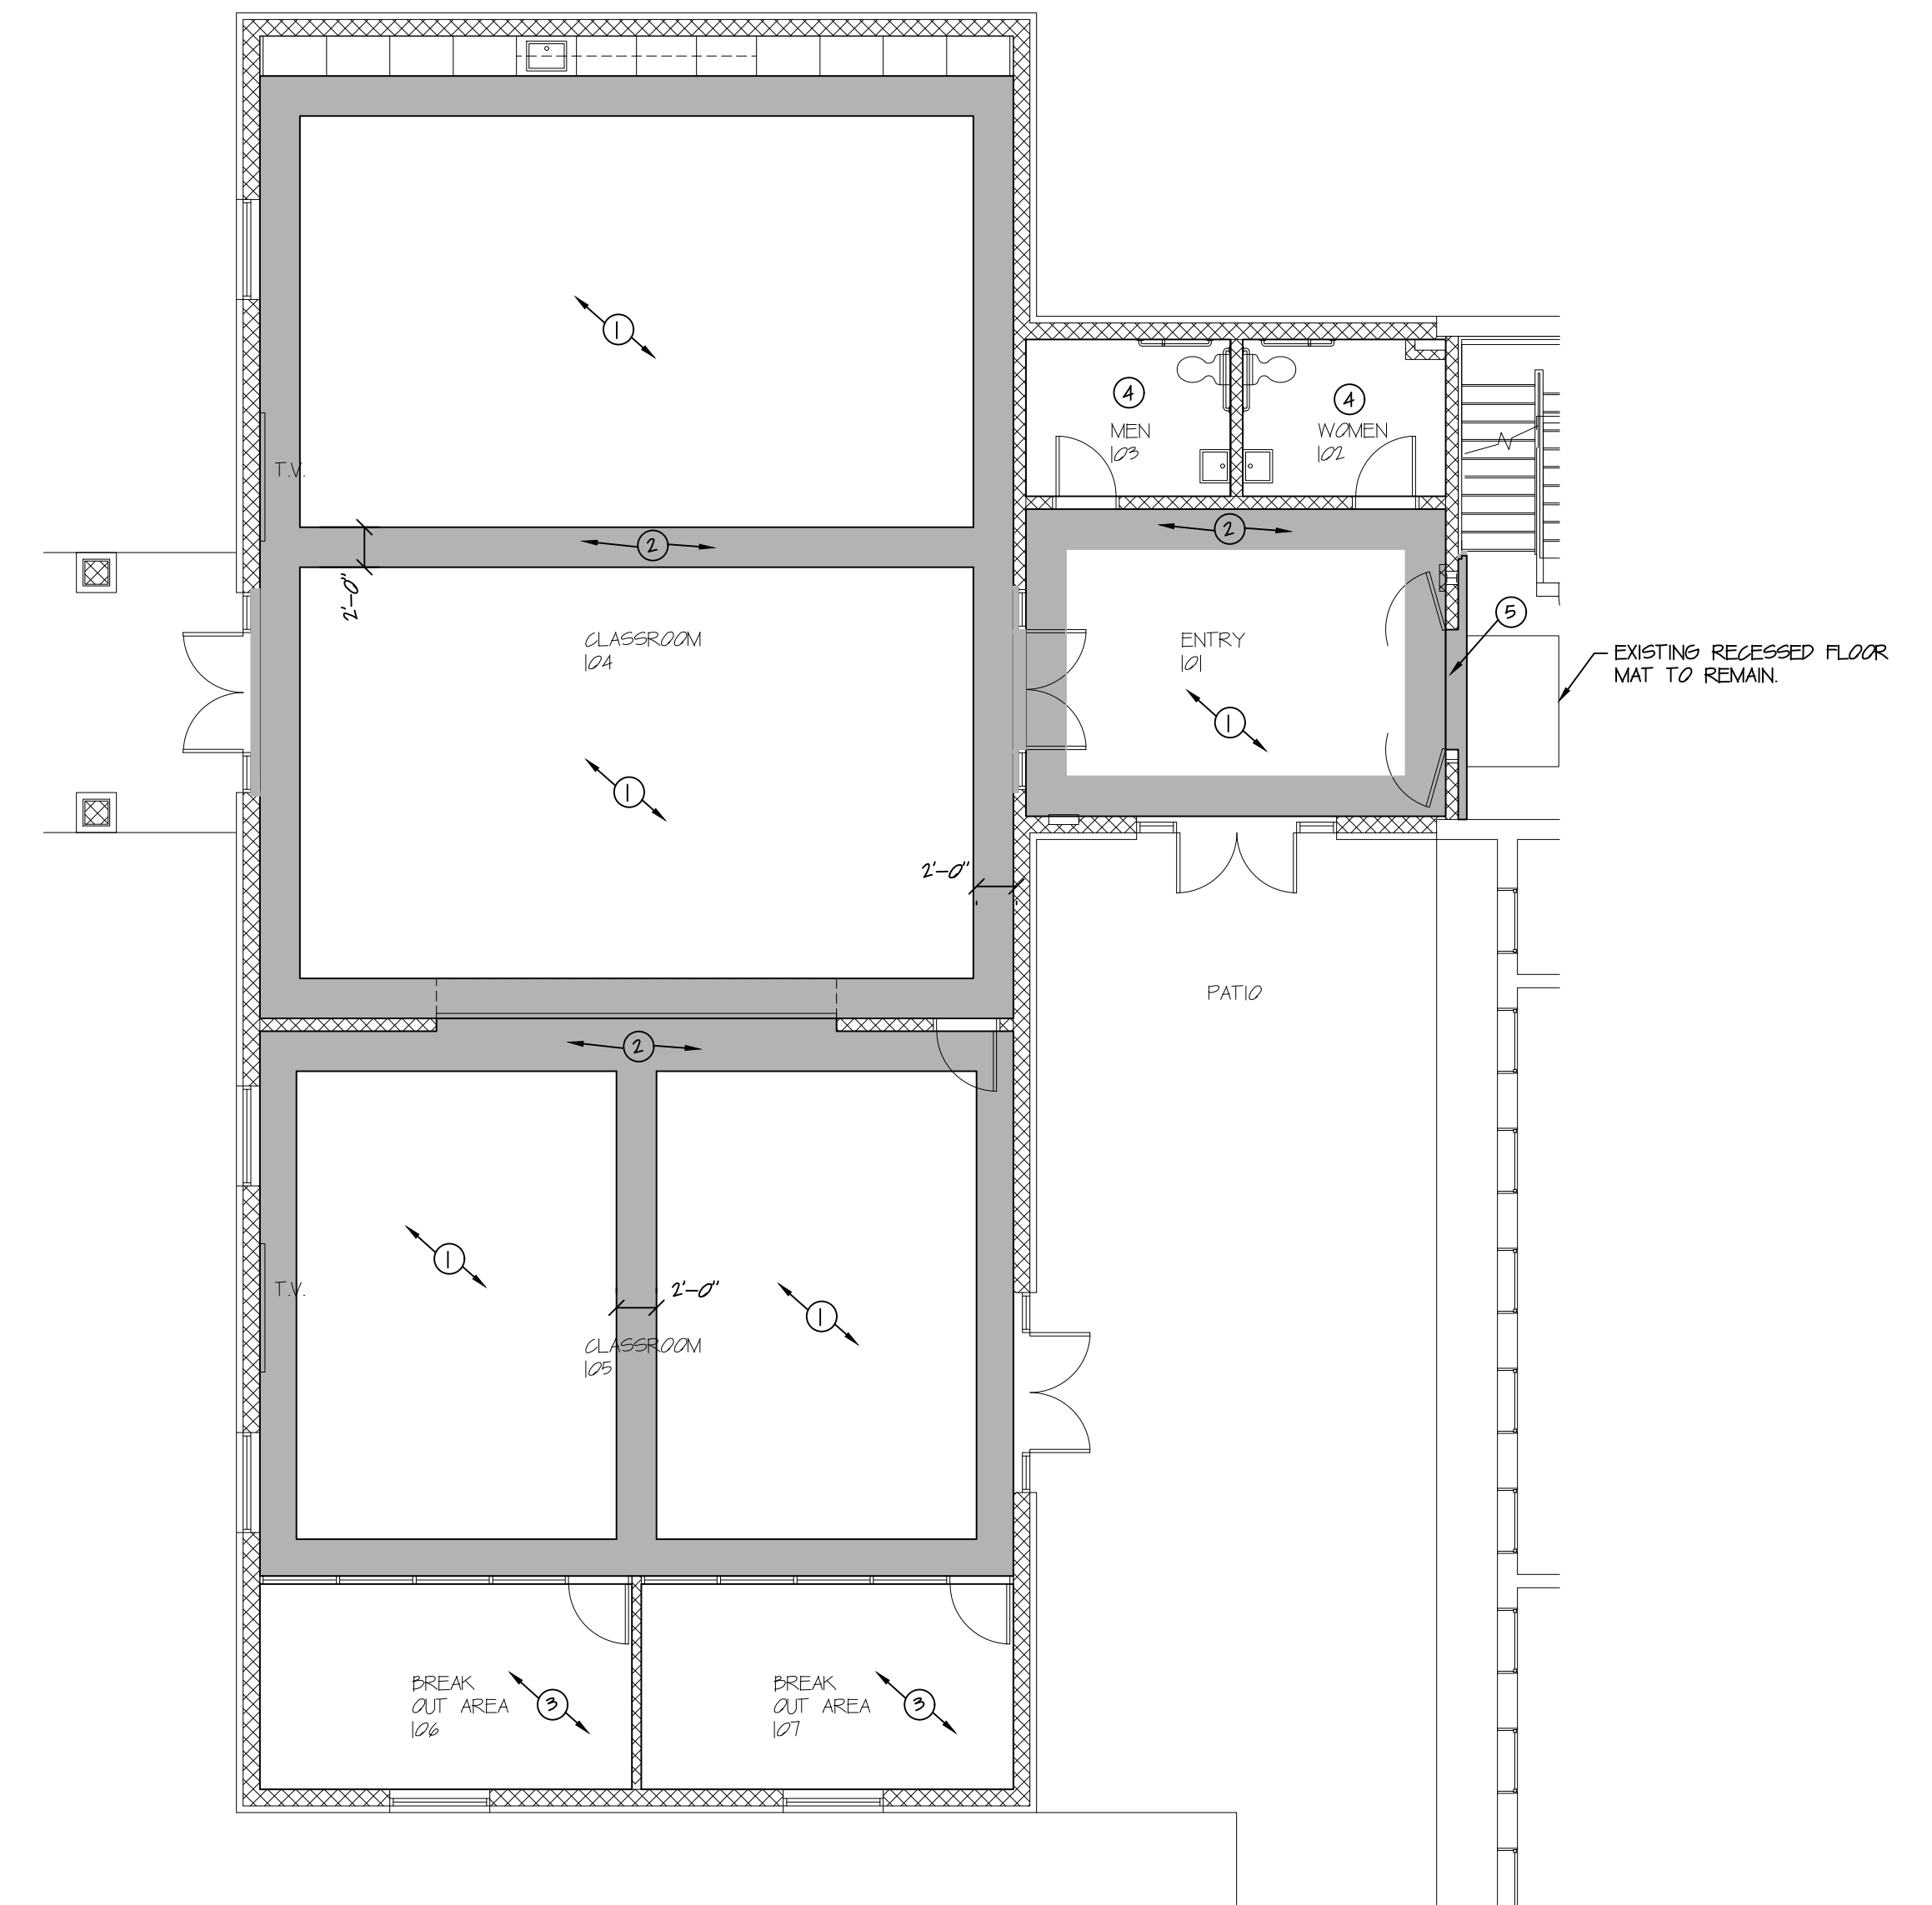 1
4
4
MEN
103
WOMEN
102
T.V.
2
2
2'-0"
5
CLASSROOM
104
ENTRY
101
EXISTING RECESSED FLOOR
MAT TO REMAIN.
1
1
2'-0"
PATIO
2
1
T.V.
2'-0"
1
CLASSROOM
105
BREAK
OUT AREA
106
3
BREAK
OUT AREA
107
3